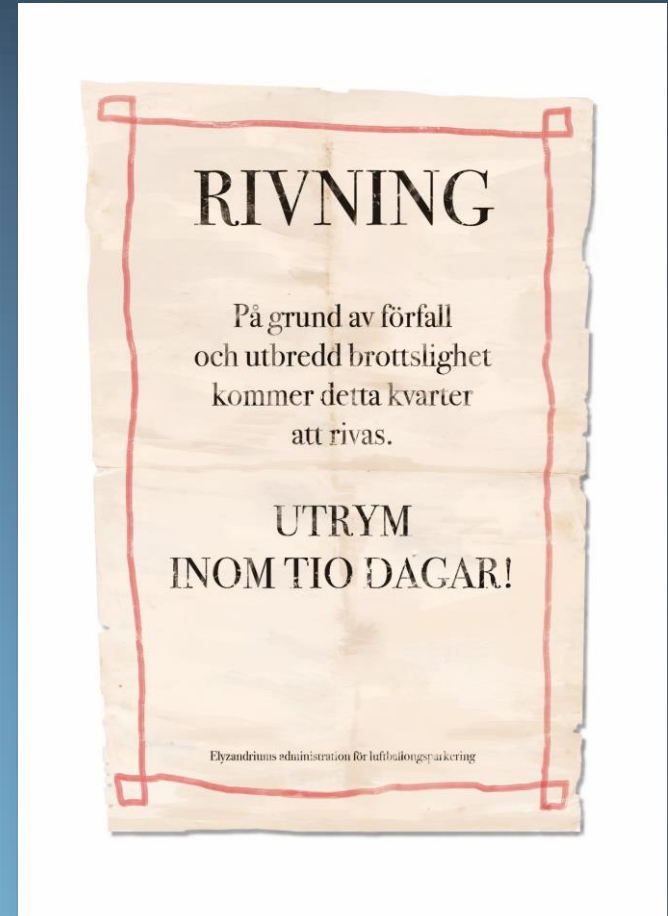 RIVNING
På grund av förfall
och utbredd brottslighet
kommer detta kvarter
att rivas.
UTRYM
INOM TIO DAGAR!
Elyzandriums administration för luftballongsparkering